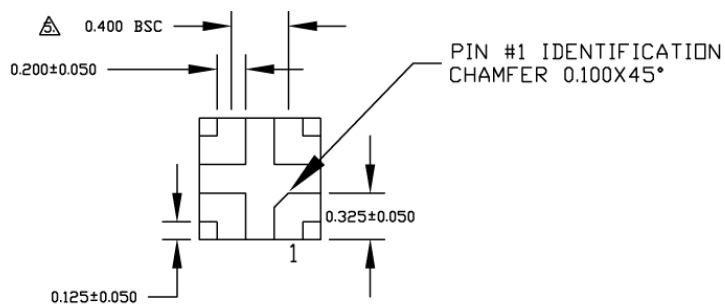 5. 0.400 BSC
0.200±0.050
PIN #1 IDENTIFICATION
CHAMFER 0.100X45°
0.325±0.050
1
0.125±0.050